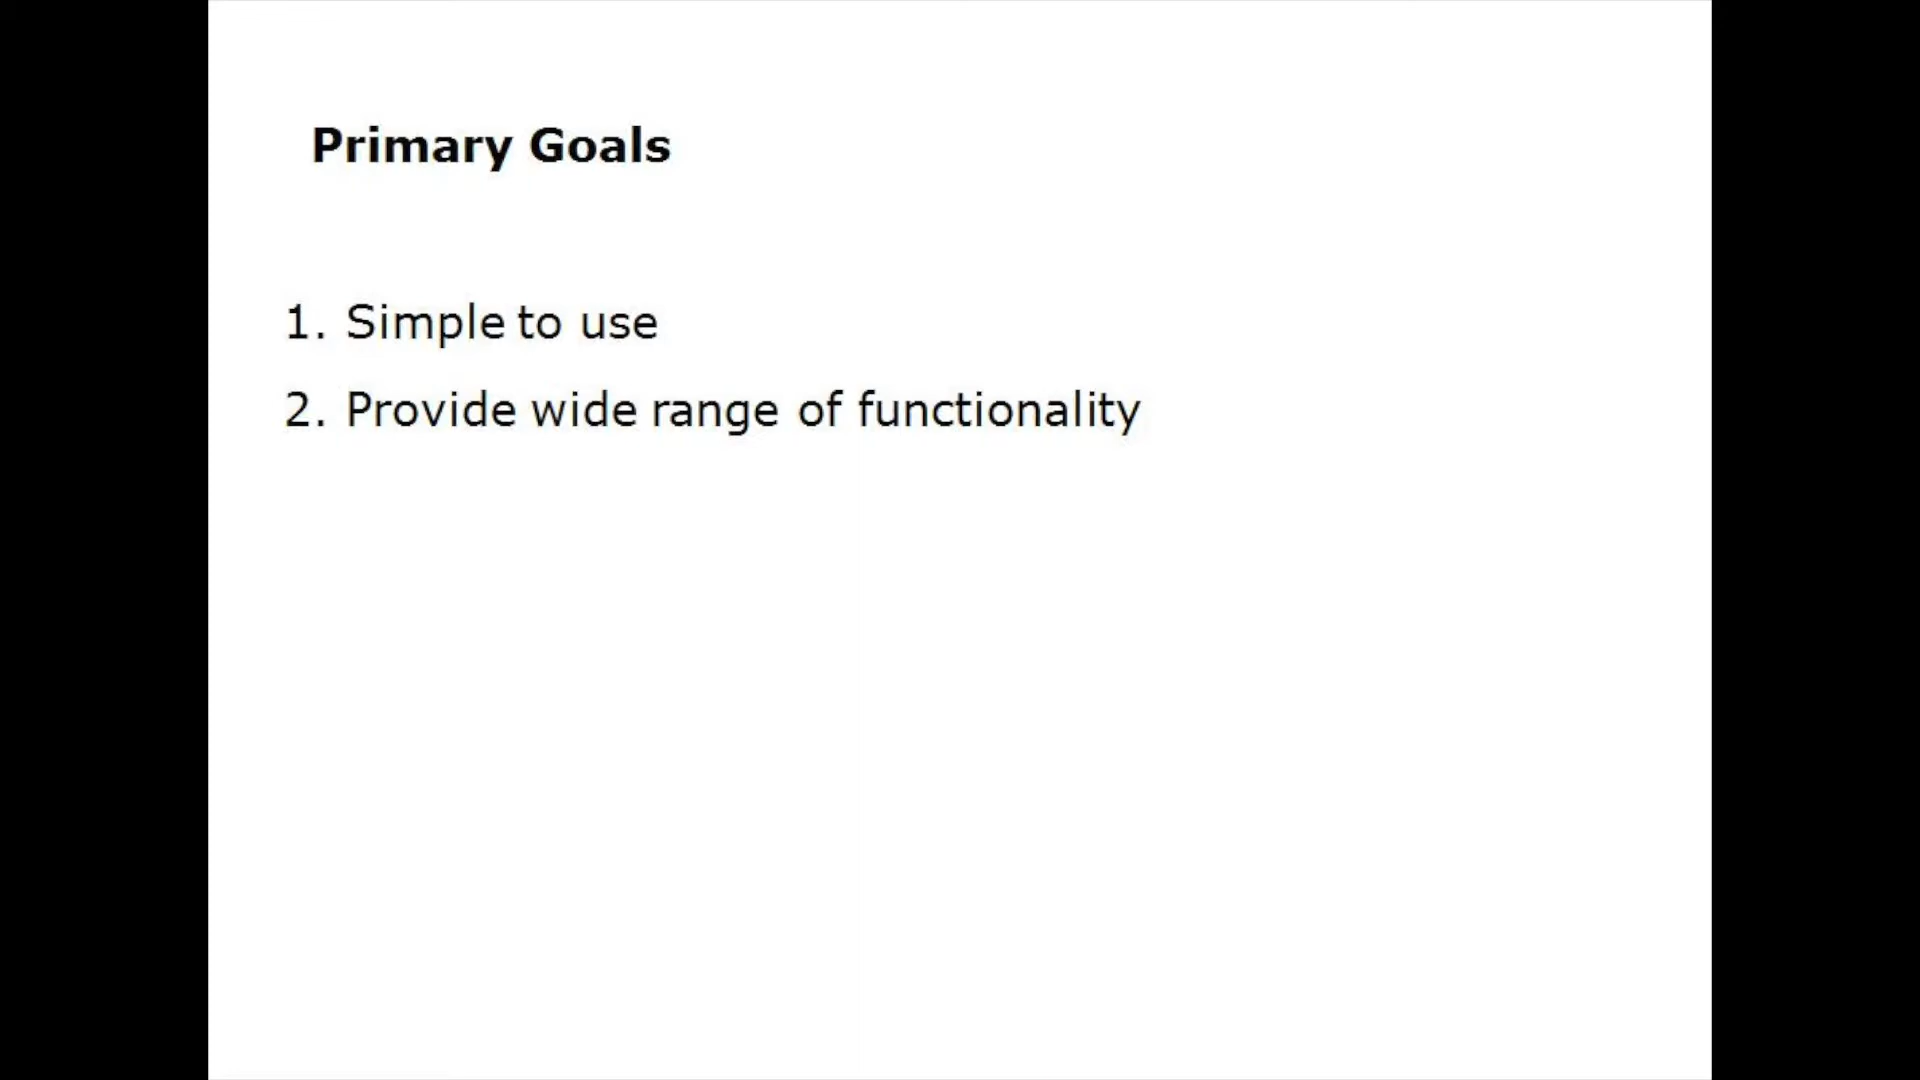 Primary Goals
1. Simple to use
2. Provide wide range of functionality